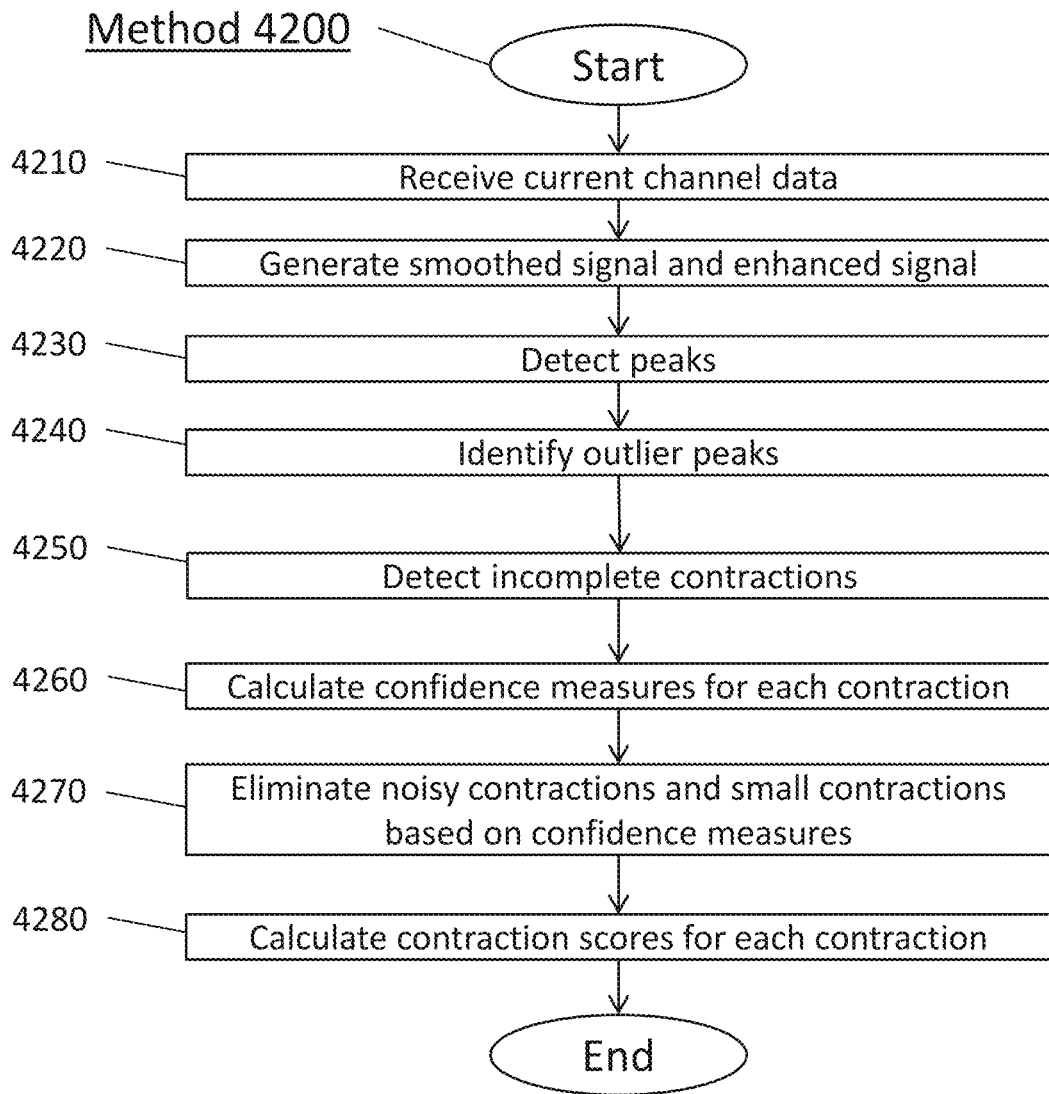 Method 4200
Start
4210
Receive current channel data
4220
Generate smoothed signal and enhanced signal
4230
Detect peaks
4240
Identify outlier peaks
4250
Detect incomplete contractions
4260
Calculate confidence measures for each contraction
4270
Eliminate noisy contractions and small contractions
based on confidence measures
4280
Calculate contraction scores for each contraction
End